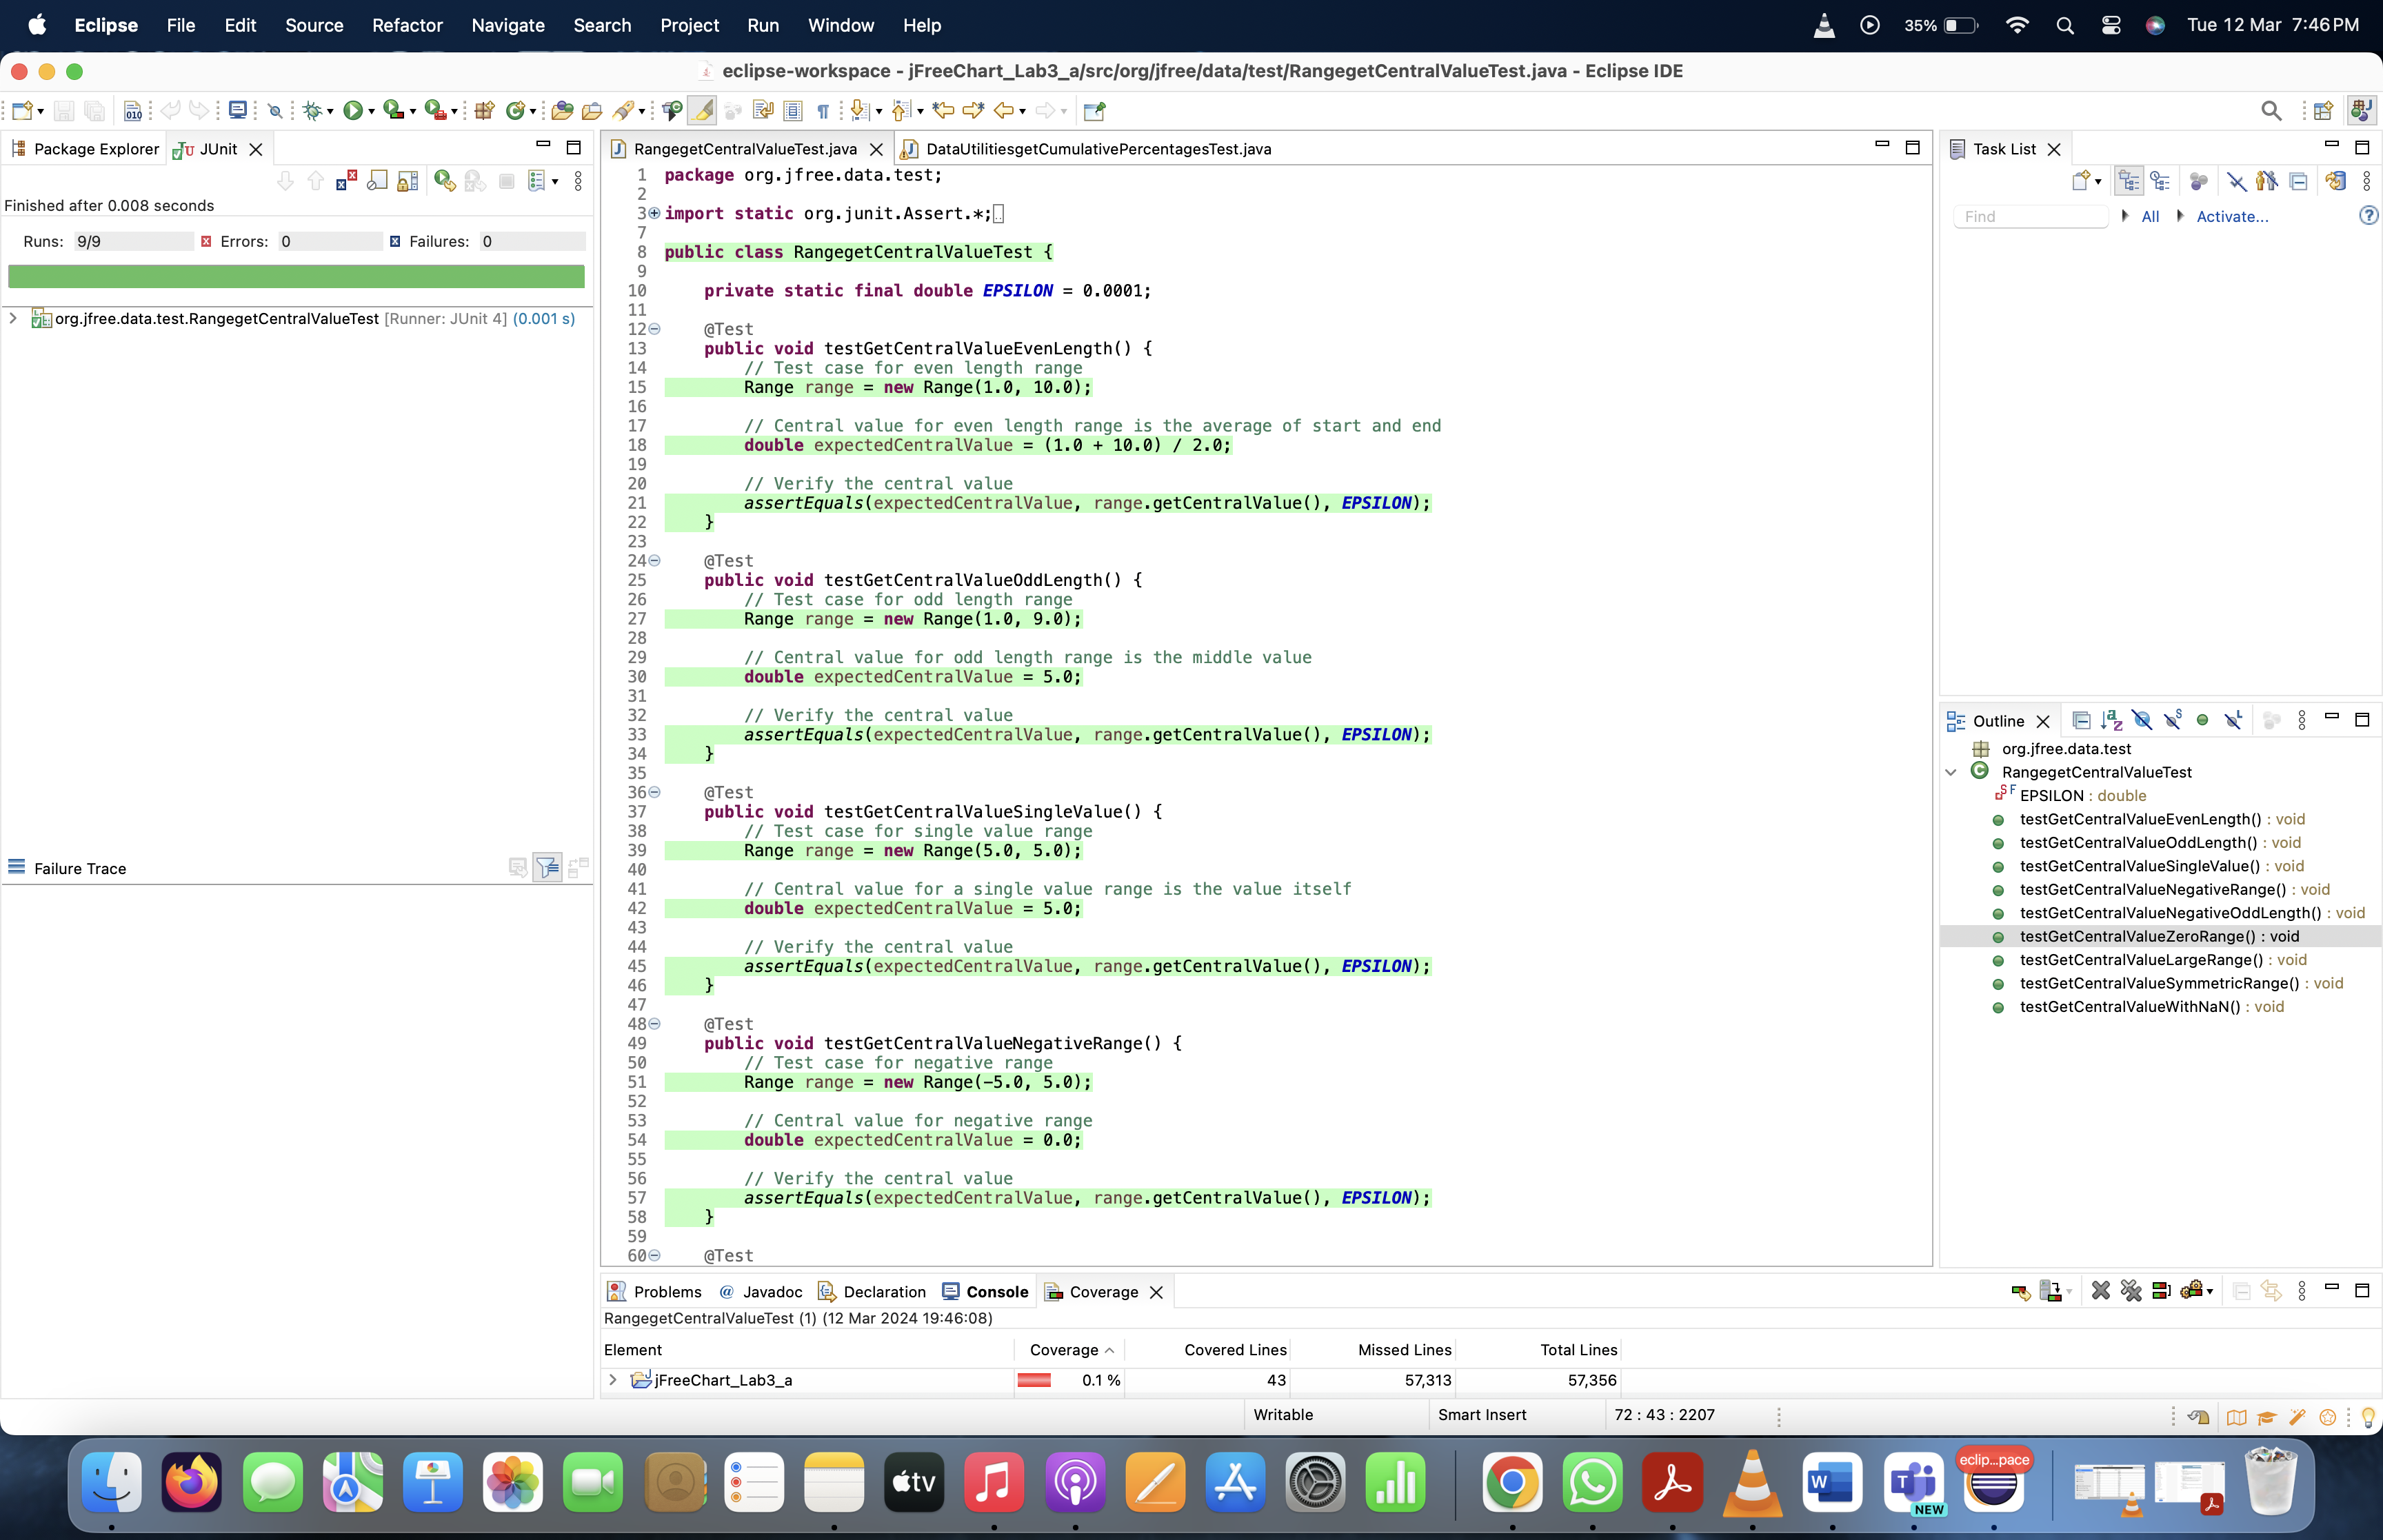 Eclipse File Edit Source Refactor Navigate Search Project Run Window Help 35% Tue 12 Mar 7:46 PM
eclipse-workspace - jFreeChart_Lab3_a/src/org/jfree/data/test/RangegetCentralValueTest.java - Eclipse IDE
Package Explorer JUnit
Finished after 0.008 seconds
Runs: 9/9 Errors: 0 Failures: 0
org.jfree.data.test.RangegetCentralValueTest [Runner: JUnit 4] (0.001 s)
Failure Trace
RangegetCentralValueTest.java DataUtilitiesgetCumulativePercentagesTest.java
1 package org.jfree.data.test;
2
3 import static org.junit.Assert.*;
7
8 public class RangegetCentralValueTest {
9
10 private static final double EPSILON = 0.0001;
11
12 @Test
13 public void testGetCentralValueEvenLength() {
14 // Test case for even length range
15 Range range = new Range(1.0, 10.0);
16
17 // Central value for even length range is the average of start and end
18 double expectedCentralValue = (1.0 + 10.0) / 2.0;
19
20 // Verify the central value
21 assertEquals(expectedCentralValue, range.getCentralValue(), EPSILON);
22 }
23
24 @Test
25 public void testGetCentralValueOddLength() {
26 // Test case for odd length range
27 Range range = new Range(1.0, 9.0);
28
29 // Central value for odd length range is the middle value
30 double expectedCentralValue = 5.0;
31
32 // Verify the central value
33 assertEquals(expectedCentralValue, range.getCentralValue(), EPSILON);
34 }
35
36 @Test
37 public void testGetCentralValueSingleValue() {
38 // Test case for single value range
39 Range range = new Range(5.0, 5.0);
40
41 // Central value for a single value range is the value itself
42 double expectedCentralValue = 5.0;
43
44 // Verify the central value
45 assertEquals(expectedCentralValue, range.getCentralValue(), EPSILON);
46 }
47
48 @Test
49 public void testGetCentralValueNegativeRange() {
50 // Test case for negative range
51 Range range = new Range(-5.0, 5.0);
52
53 // Central value for negative range
54 double expectedCentralValue = 0.0;
55
56 // Verify the central value
57 assertEquals(expectedCentralValue, range.getCentralValue(), EPSILON);
58 }
59
60 @Test
Task List
Find All Activate...
Outline
org.jfree.data.test
RangegetCentralValueTest
EPSILON : double
testGetCentralValueEvenLength() : void
testGetCentralValueOddLength() : void
testGetCentralValueSingleValue() : void
testGetCentralValueNegativeRange() : void
testGetCentralValueNegativeOddLength() : void
testGetCentralValueZeroRange() : void
testGetCentralValueLargeRange() : void
testGetCentralValueSymmetricRange() : void
testGetCentralValueWithNaN() : void
Problems Javadoc Declaration Console Coverage
RangegetCentralValueTest (1) (12 Mar 2024 19:46:08)
Element Coverage Covered Lines Missed Lines Total Lines
jFreeChart_Lab3_a 0.1 % 43 57,313 57,356
Writable Smart Insert 72 : 43 : 2207
tv
eclip...pace
NEW